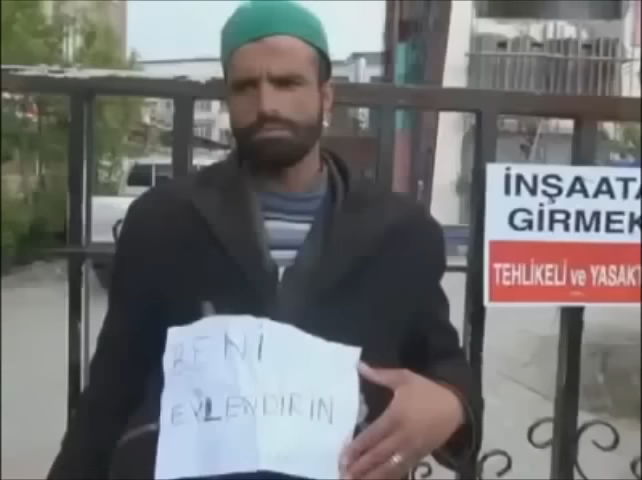 İNŞAATA
GİRMEK
TEHLİKELİ ve YASAKT
BENİ
EVLENDİRİN